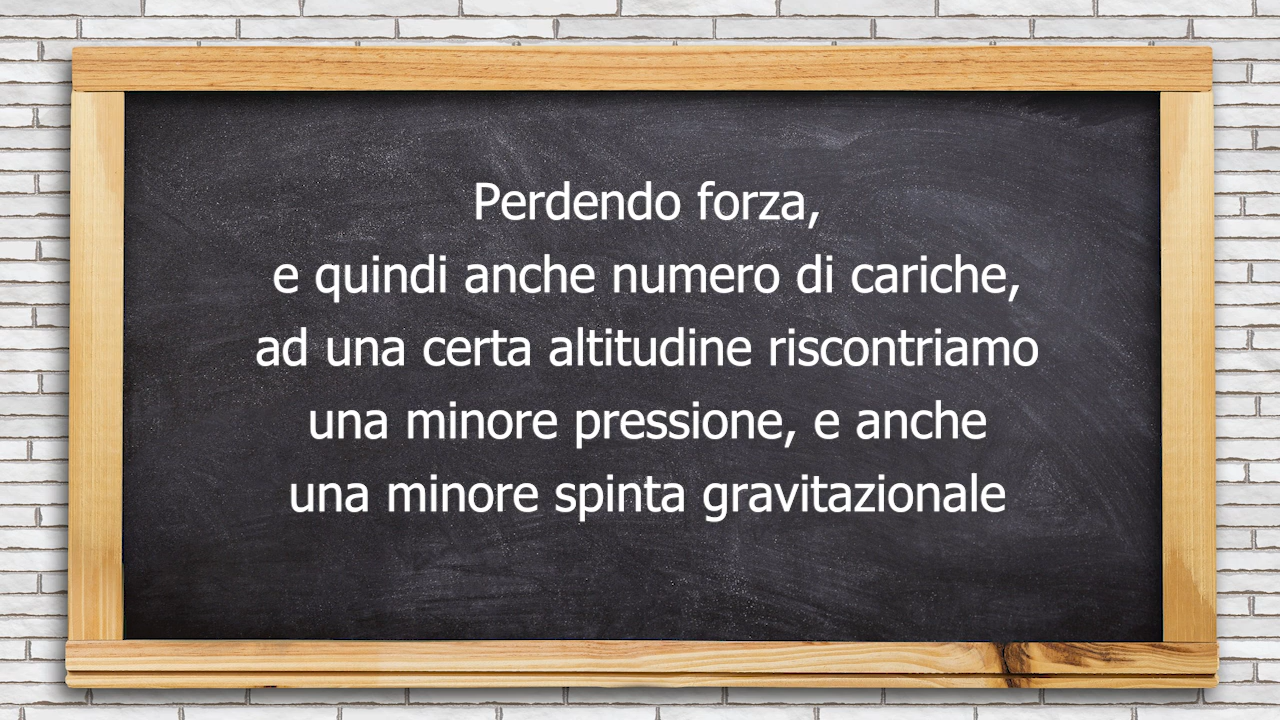 Perdendo forza,
e quindi anche numero di cariche,
ad una certa altitudine riscontriamo
una minore pressione, e anche
una minore spinta gravitazionale